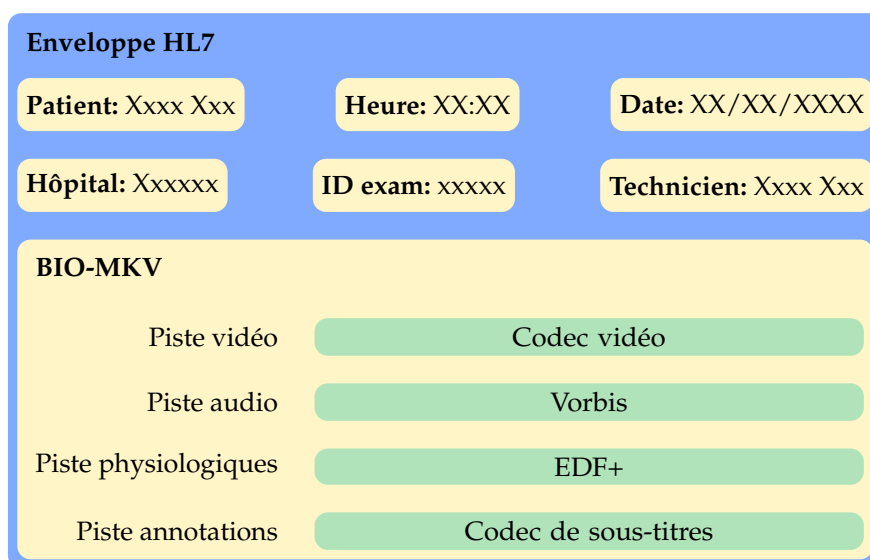 Enveloppe HL7
Patient: Xxxx Xxx
Heure: XX:XX
Date: XX/XX/XXXX
Hôpital: Xxxxxx
ID exam: xxxxx
Technicien: Xxxx Xxx
BIO-MKV
Piste vidéo
Codec vidéo
Piste audio
Vorbis
Piste physiologiques
EDF+
Piste annotations
Codec de sous-titres